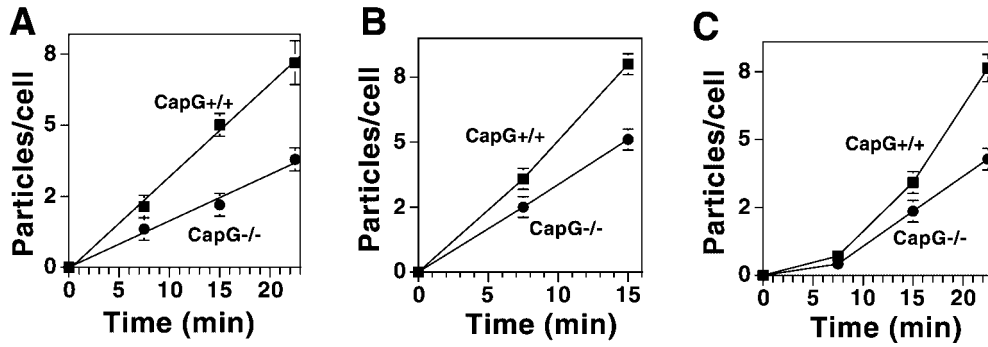 A
Particles/cell
8
5
2
0
CapG+/+
CapG-/-
0 5 10 15 20
Time (min)
B
Particles/cell
8
5
2
0
CapG+/+
CapG-/-
0 5 10 15
Time (min)
C
Particles/cell
8
5
2
0
CapG+/+
CapG-/-
0 5 10 15 20
Time (min)